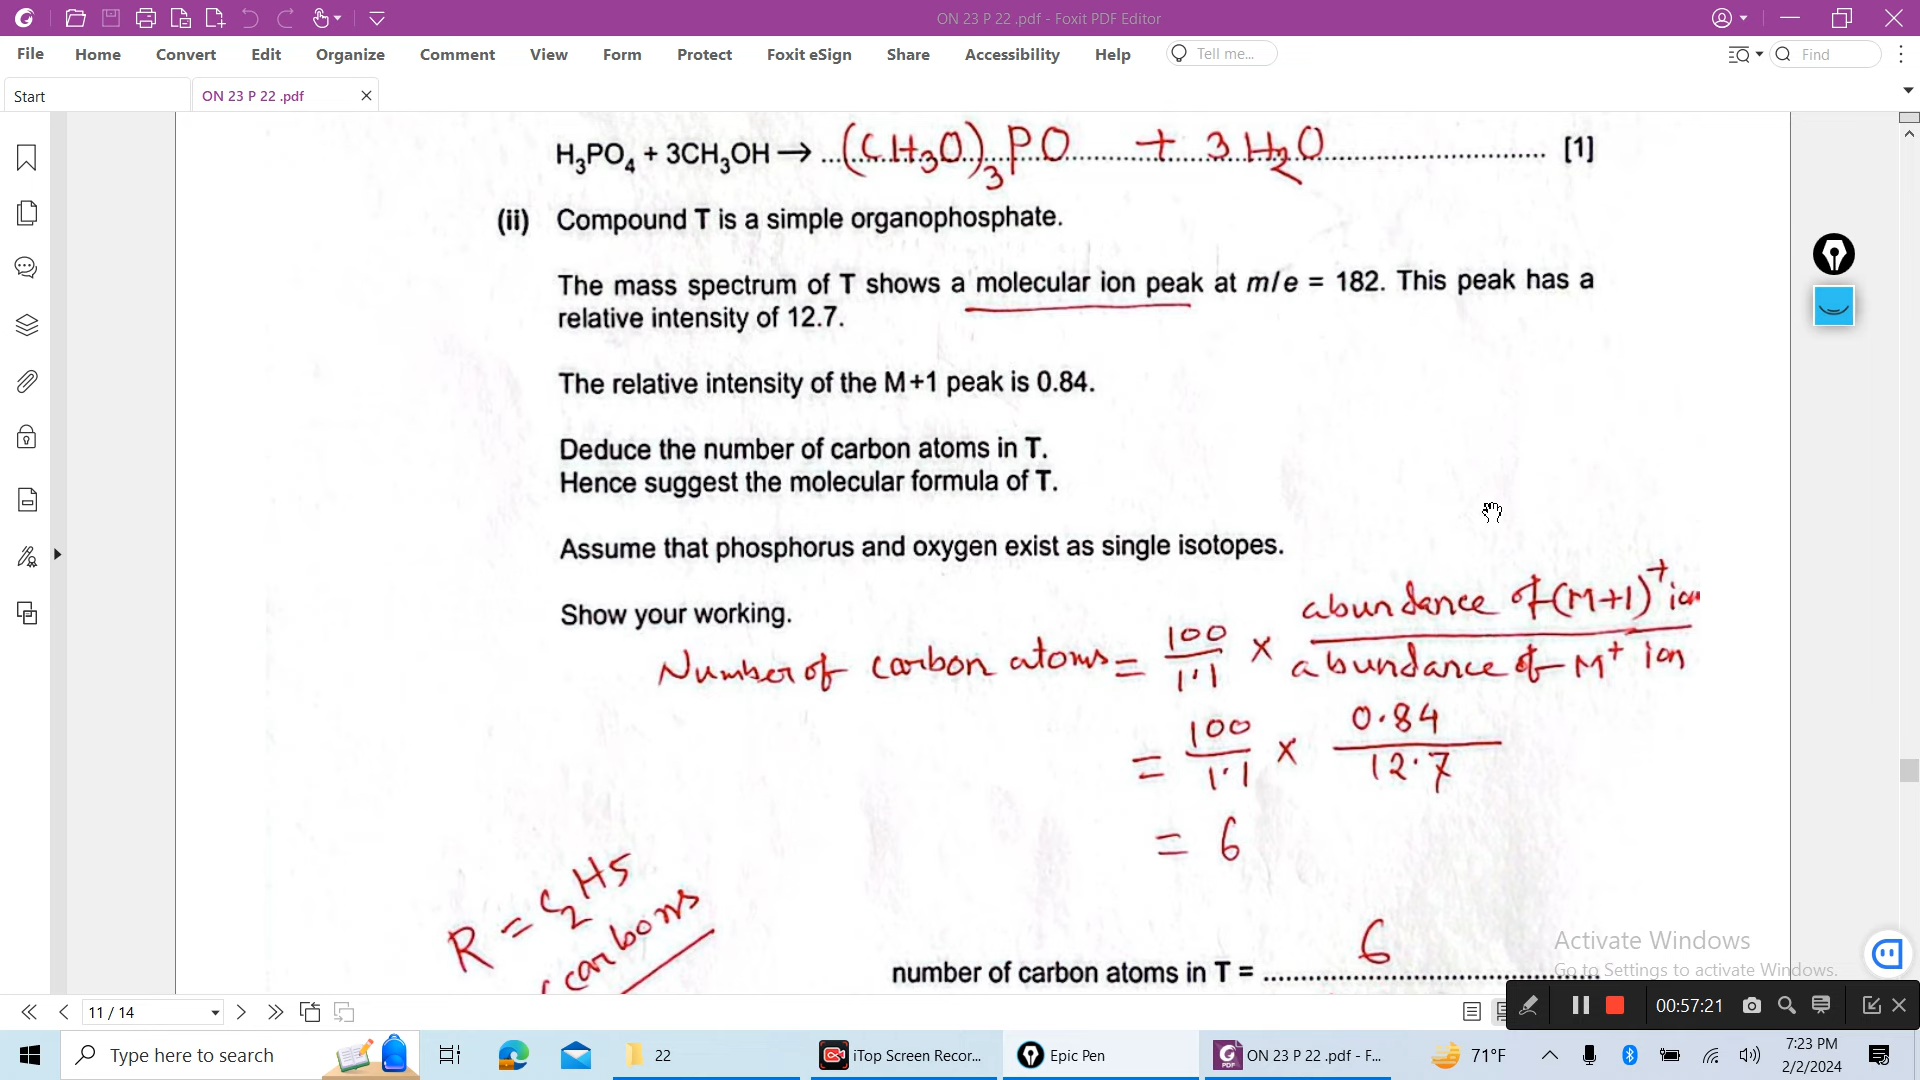 ON 23 P 22 .pdf - Foxit PDF Editor
File Home Convert Edit Organize Comment View Form Protect Foxit eSign Share Accessibility Help Tell me... Find
Start ON 23 P 22 .pdf
H3PO4 + 3CH3OH → (CH3O)3PO + 3H2O [1]
(ii) Compound T is a simple organophosphate.
The mass spectrum of T shows a molecular ion peak at m/e = 182. This peak has a
relative intensity of 12.7.
The relative intensity of the M+1 peak is 0.84.
Deduce the number of carbon atoms in T.
Hence suggest the molecular formula of T.
Assume that phosphorus and oxygen exist as single isotopes.
Show your working.
Number of carbon atoms = 100/1.1 × abundance of (M+1)+ ion / abundance of M+ ion
= 100/1.1 × 0.84/12.7
= 6
R = C2H5
carbons
number of carbon atoms in T = 6
Activate Windows
Go to Settings to activate Windows.
11 / 14
00:57:21
Type here to search 22 iTop Screen Recor... Epic Pen ON 23 P 22 .pdf - F... 71°F 7:23 PM
2/2/2024